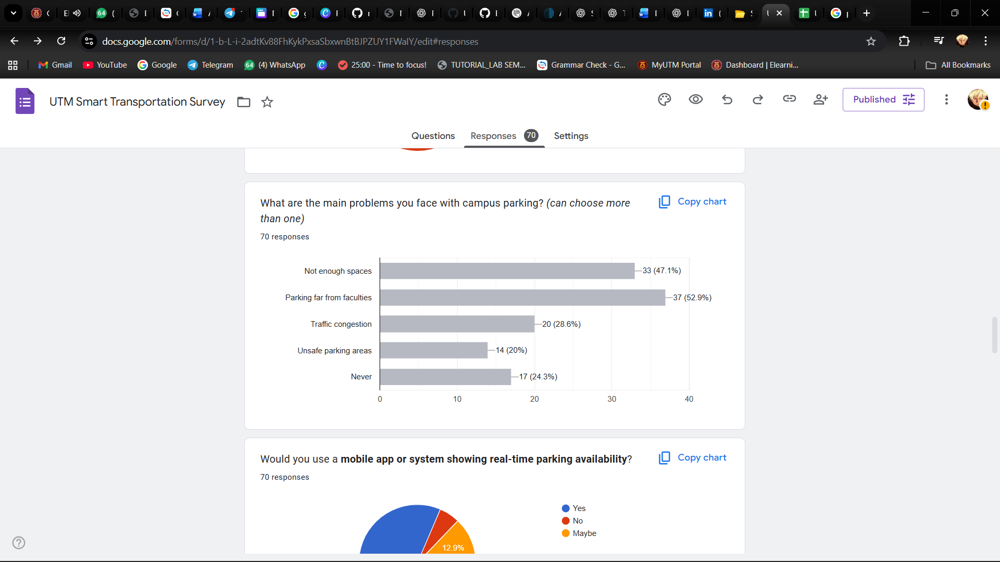 64
docs.google.com/forms/d/1-b-L-i-2adtKv88FhKykPxsaSbxwnBtBJPZUY1FWaIY/edit#responses
Gmail
YouTube
Google
Telegram
64 (4) WhatsApp
25:00 - Time to focus!
TUTORIAL_LAB SEM...
Grammar Check - G...
MyUTM Portal
Dashboard | Elearni...
All Bookmarks
UTM Smart Transportation Survey
Published
Questions
Responses 70
Settings
What are the main problems you face with campus parking? (can choose more
than one)
Copy chart
70 responses
Not enough spaces
33 (47.1%)
Parking far from faculties
37 (52.9%)
Traffic congestion
20 (28.6%)
Unsafe parking areas
14 (20%)
Never
17 (24.3%)
0 10 20 30 40
Would you use a mobile app or system showing real-time parking availability?
Copy chart
70 responses
Yes
No
Maybe
12.9%